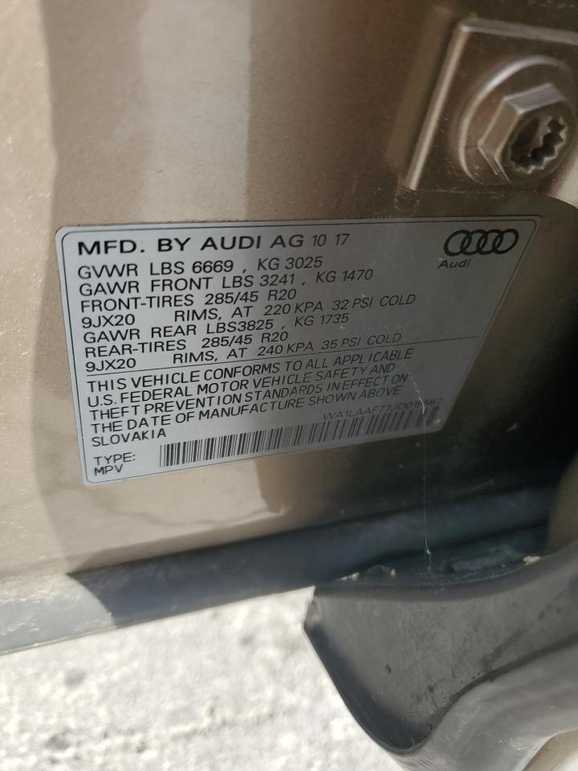 MFD. BY AUDI AG 10 17
Audi
GVWR LBS 6669 , KG 3025
GAWR FRONT LBS 3241 , KG 1470
FRONT-TIRES 285/45 R20
9JX20 RIMS, AT 220 KPA 32 PSI COLD
GAWR REAR LBS3825 , KG 1735
REAR-TIRES 285/45 R20
9JX20 RIMS, AT 240 KPA 35 PSI COLD
THIS VEHICLE CONFORMS TO ALL APPLICABLE
U.S. FEDERAL MOTOR VEHICLE SAFETY AND
THEFT PREVENTION STANDARDS IN EFFECT ON
THE DATE OF MANUFACTURE SHOWN ABOVE.
SLOVAKIA
TYPE:
MPV